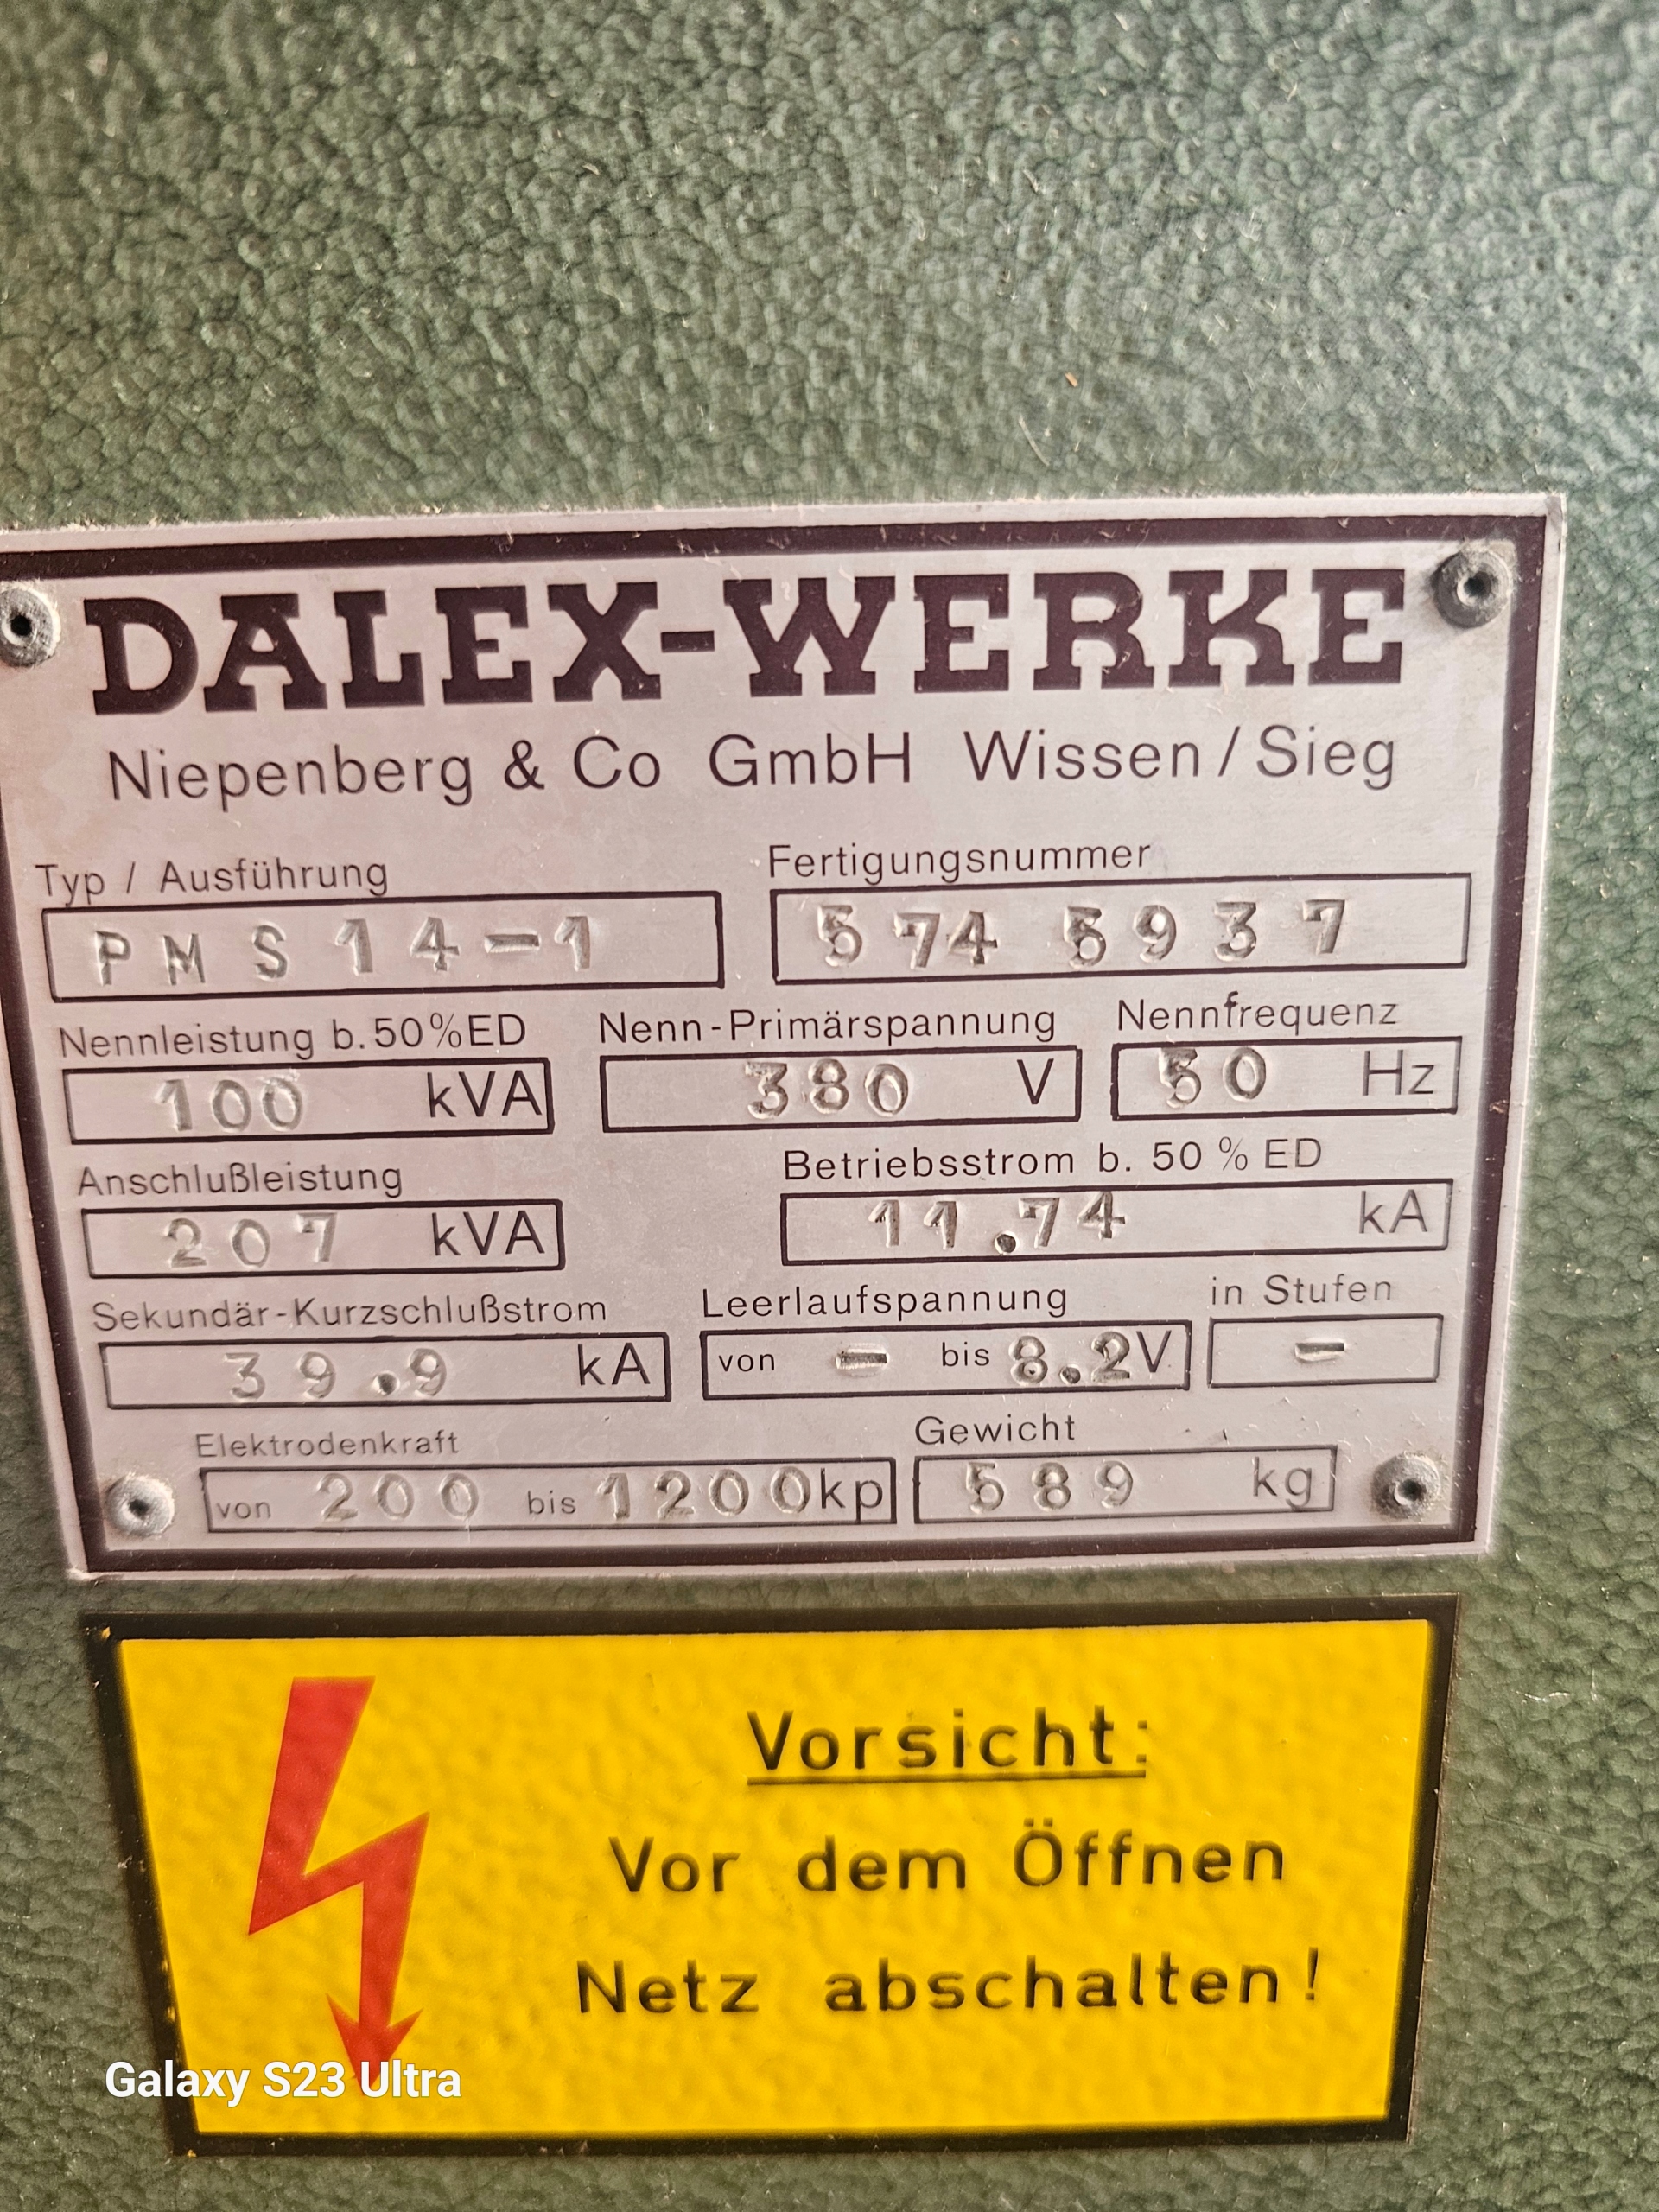 DALEX-WERKE
Niepenberg & Co GmbH Wissen / Sieg
Typ / Ausführung Fertigungsnummer
PMS 14-1 574 5937
Nennleistung b. 50% ED Nenn-Primärspannung Nennfrequenz
100 kVA 380 V 50 Hz
Anschlußleistung Betriebsstrom b. 50 % ED
207 kVA 11.74 kA
Sekundär-Kurzschlußstrom Leerlaufspannung in Stufen
39.9 kA von - bis 8.2 V -
Elektrodenkraft Gewicht
von 200 bis 1200 kp 589 kg
Vorsicht:
Vor dem Öffnen
Netz abschalten!
Galaxy S23 Ultra